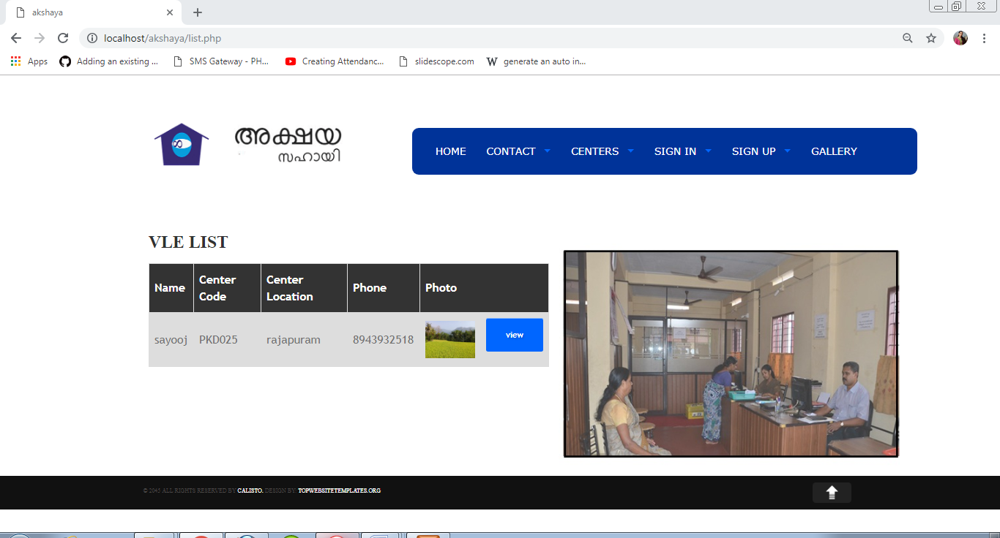 akshaya
localhost/akshaya/list.php
Apps Adding an existing ... SMS Gateway - PH... Creating Attendanc... slidescope.com generate an auto in...
അക്ഷയ
സഹായി
HOME CONTACT CENTERS SIGN IN SIGN UP GALLERY
VLE LIST
Name Center Code Center Location Phone Photo
sayooj PKD025 rajapuram 8943932518 view
© 2045 ALL RIGHTS RESERVED BY CALISTO. DESIGN BY: TOPWEBSITETEMPLATES.ORG